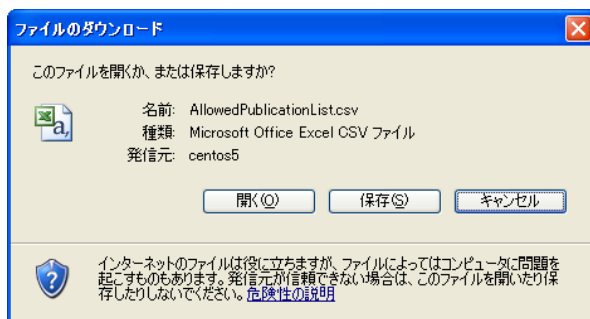 ファイルのダウンロード
このファイルを開くか、または保存しますか?
名前: AllowedPublicationList.csv
種類: Microsoft Office Excel CSV ファイル
発信元: centos5
開く(O)
保存(S)
キャンセル
インターネットのファイルは役に立ちますが、ファイルによってはコンピュータに問題を
起こすものもあります。発信元が信頼できない場合は、このファイルを開いたり保
存したりしないでください。危険性の説明